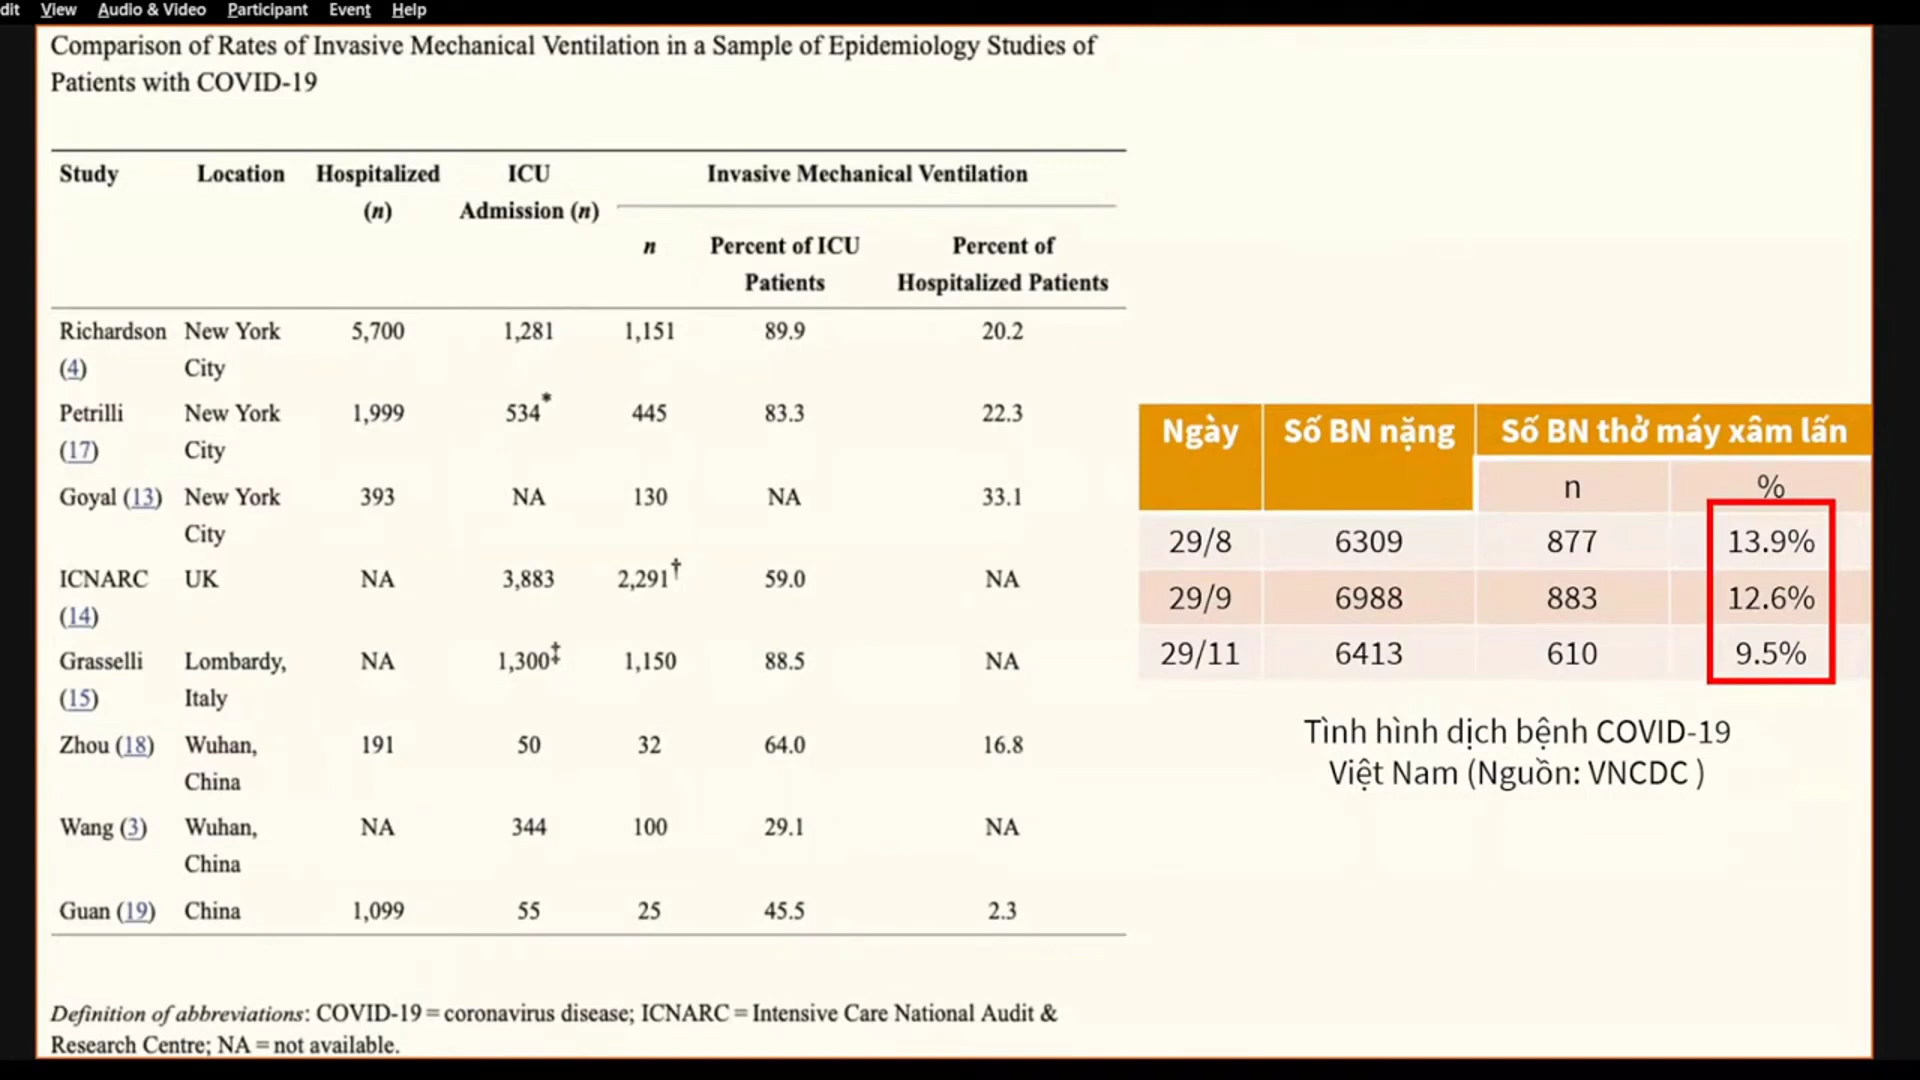 dit View Audio & Video Participant Event Help
Comparison of Rates of Invasive Mechanical Ventilation in a Sample of Epidemiology Studies of
Patients with COVID-19
Study Location Hospitalized ICU Invasive Mechanical Ventilation
(n) Admission (n)
n Percent of ICU Percent of
Patients Hospitalized Patients
Richardson New York 5,700 1,281 1,151 89.9 20.2
(4) City
Petrilli New York 1,999 534* 445 83.3 22.3
(17) City
Goyal (13) New York 393 NA 130 NA 33.1
City
ICNARC UK NA 3,883 2,291† 59.0 NA
(14)
Grasselli Lombardy, NA 1,300‡ 1,150 88.5 NA
(15) Italy
Zhou (18) Wuhan, 191 50 32 64.0 16.8
China
Wang (3) Wuhan, NA 344 100 29.1 NA
China
Guan (19) China 1,099 55 25 45.5 2.3
Definition of abbreviations: COVID-19 = coronavirus disease; ICNARC = Intensive Care National Audit &
Research Centre; NA = not available.
Ngày Số BN nặng Số BN thở máy xâm lấn
n %
29/8 6309 877 13.9%
29/9 6988 883 12.6%
29/11 6413 610 9.5%
Tình hình dịch bệnh COVID-19
Việt Nam (Nguồn: VNCDC )